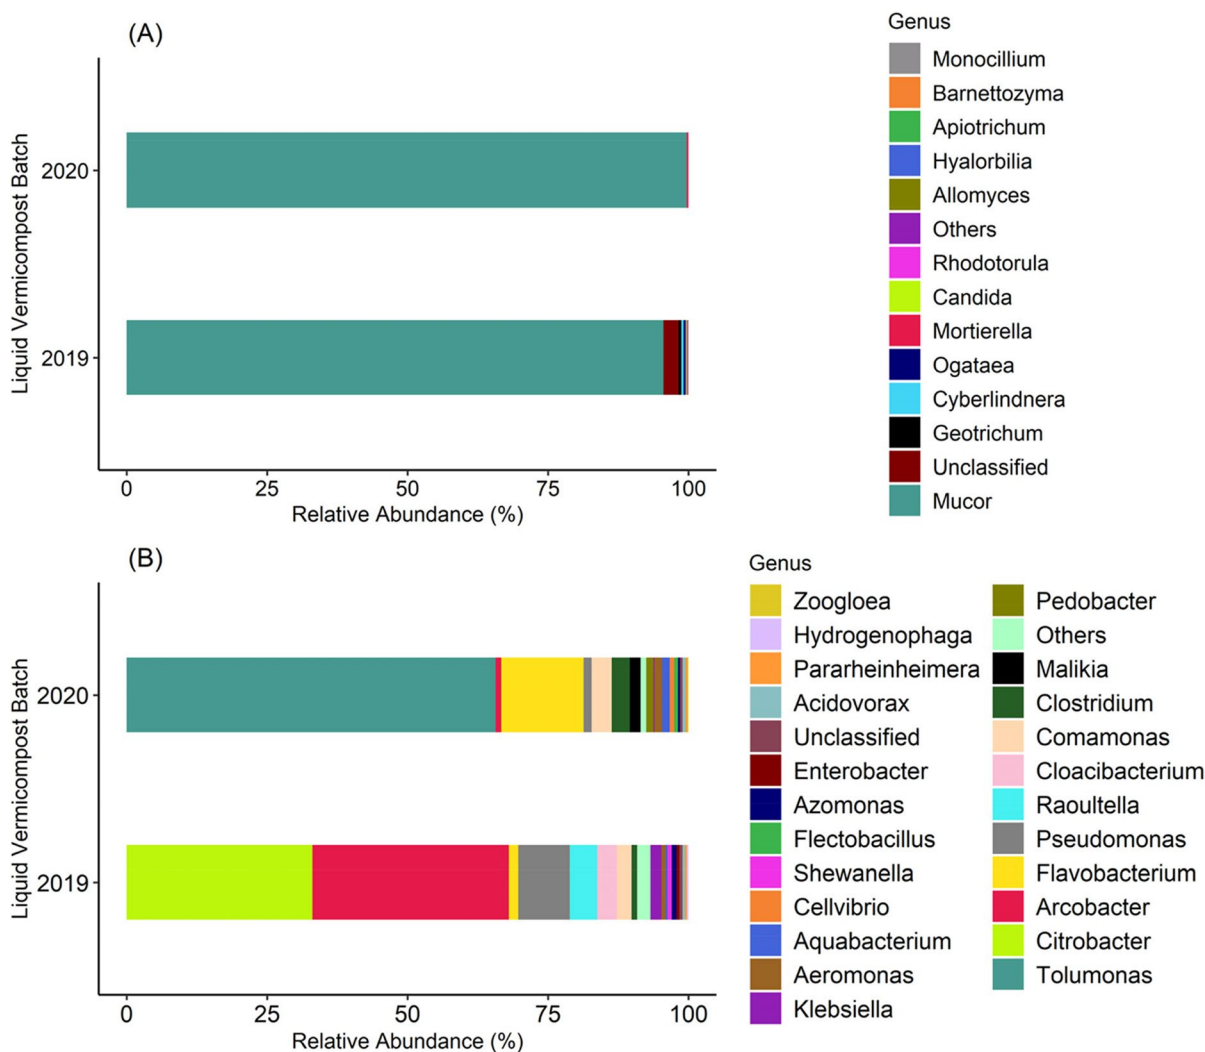 (A)
Liquid Vermicompost Batch
2020
2019
0 25 50 75 100
Relative Abundance (%)
Genus
Monocillium
Barnettozyma
Apiotrichum
Hyalorbilia
Allomyces
Others
Rhodotorula
Candida
Mortierella
Ogataea
Cyberlindnera
Geotrichum
Unclassified
Mucor
(B)
Liquid Vermicompost Batch
2020
2019
0 25 50 75 100
Relative Abundance (%)
Genus
Zoogloea
Hydrogenophaga
Pararheinheimera
Acidovorax
Unclassified
Enterobacter
Azomonas
Flectobacillus
Shewanella
Cellvibrio
Aquabacterium
Aeromonas
Klebsiella
Pedobacter
Others
Malikia
Clostridium
Comamonas
Cloacibacterium
Raoultella
Pseudomonas
Flavobacterium
Arcobacter
Citrobacter
Tolumonas